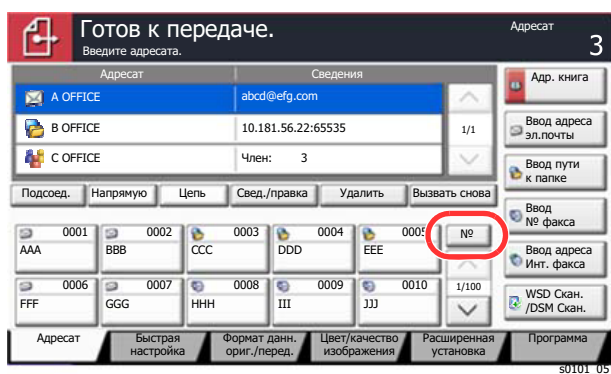 Готов к передаче.
Введите адресата.
Адресат
3
Адресат Сведения
A OFFICE abcd@efg.com
B OFFICE 10.181.56.22:65535
C OFFICE Член: 3
1/1
Адр. книга
Ввод адреса
эл.почты
Ввод пути
к папке
Ввод
№ факса
Ввод адреса
Инт. факса
WSD Скан.
/DSM Скан.
Подсоед. Напрямую Цепь Свед./правка Удалить Вызвать снова
0001 0002 0003 0004 0005 №
AAA BBB CCC DDD EEE
0006 0007 0008 0009 0010 1/100
FFF GGG HHH III JJJ
Адресат
Быстрая
настройка
Формат данн.
ориг./перед.
Цвет/качество
изображения
Расширенная
установка
Программа
s0101_05